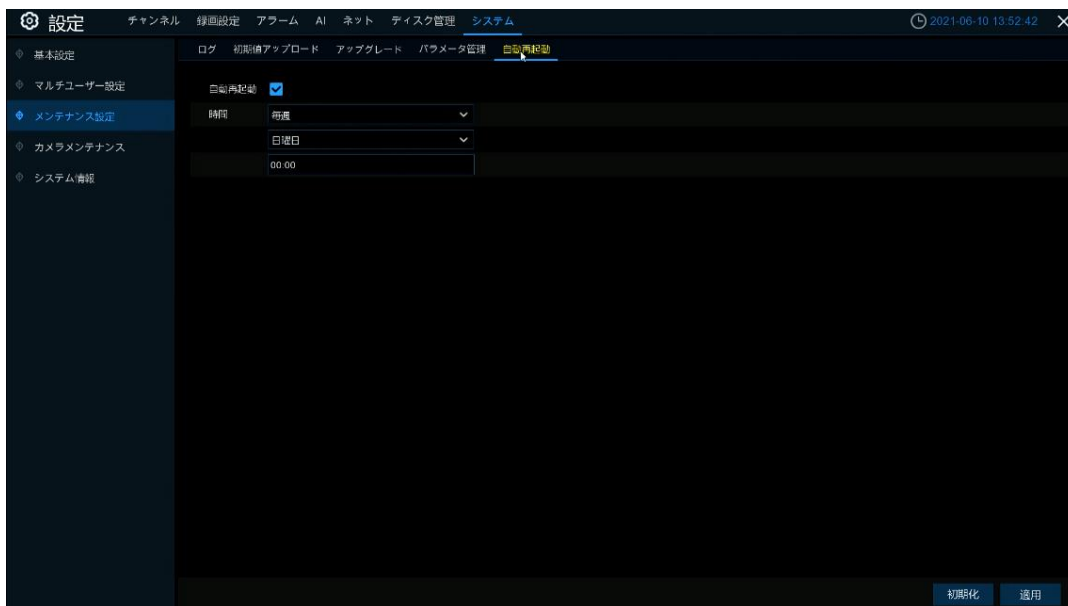 設定 チャンネル 録画設定 アラーム AI ネット ディスク管理 システム 2021-06-10 13:52:42
ログ 初期値アップロード アップグレード パラメータ管理 自動再起動
基本設定
マルチユーザー設定
メンテナンス設定
カメラメンテナンス
システム情報
自動再起動
時間 毎週
日曜日
00:00
初期化 適用